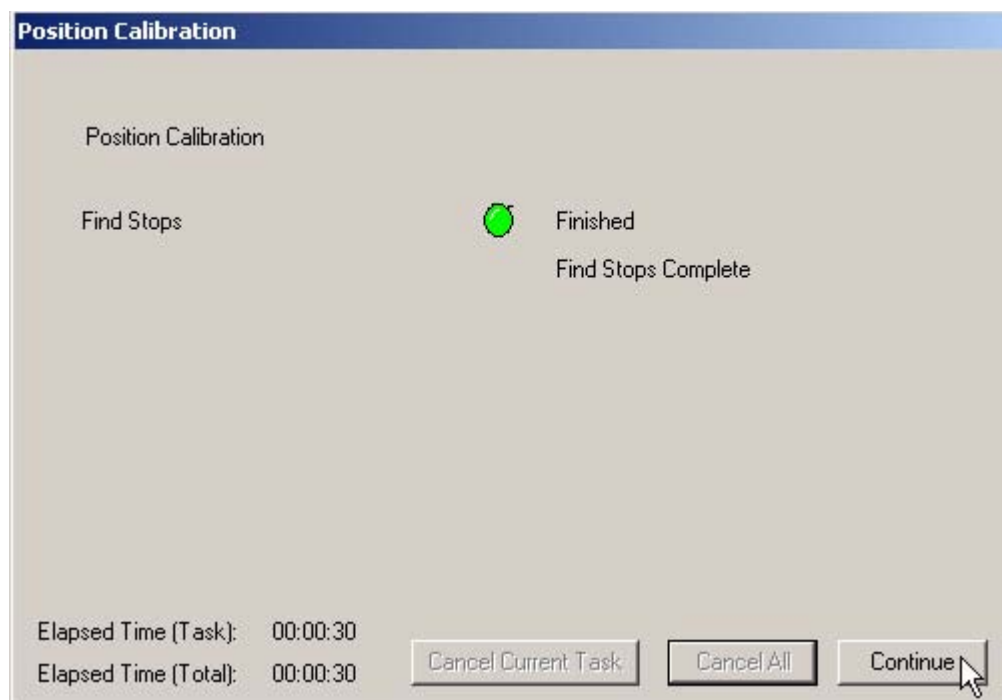 Position Calibration
Position Calibration
Find Stops
Finished
Find Stops Complete
Elapsed Time (Task): 00:00:30
Elapsed Time (Total): 00:00:30
Cancel Current Task
Cancel All
Continue